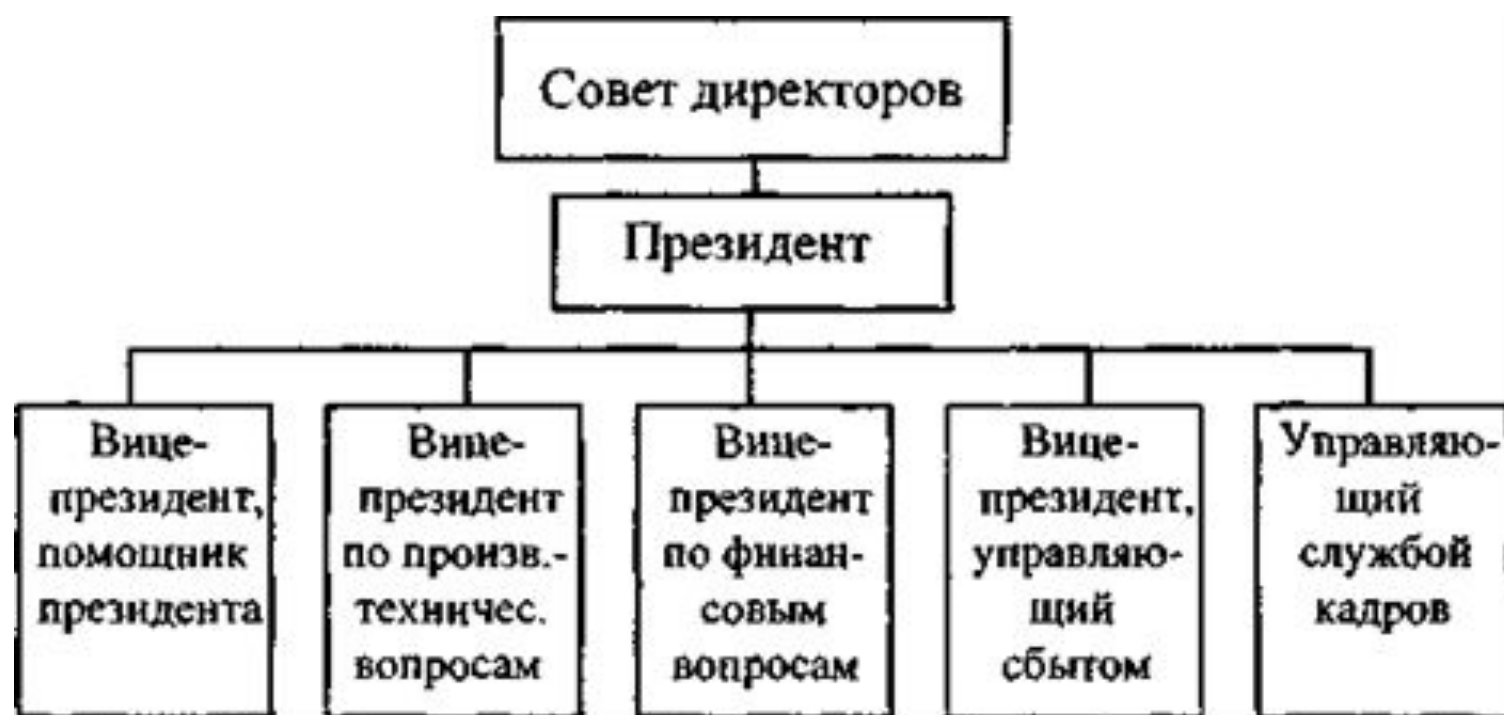 Совет директоров
Президент
Вице-
президент,
помощник
президента
Вице-
президент
по произв.-
техничес.
вопросам
Вице-
президент
по финан-
совым
вопросам
Вице-
президент,
управляю-
щий
сбытом
Управляю-
щий
службой
кадров